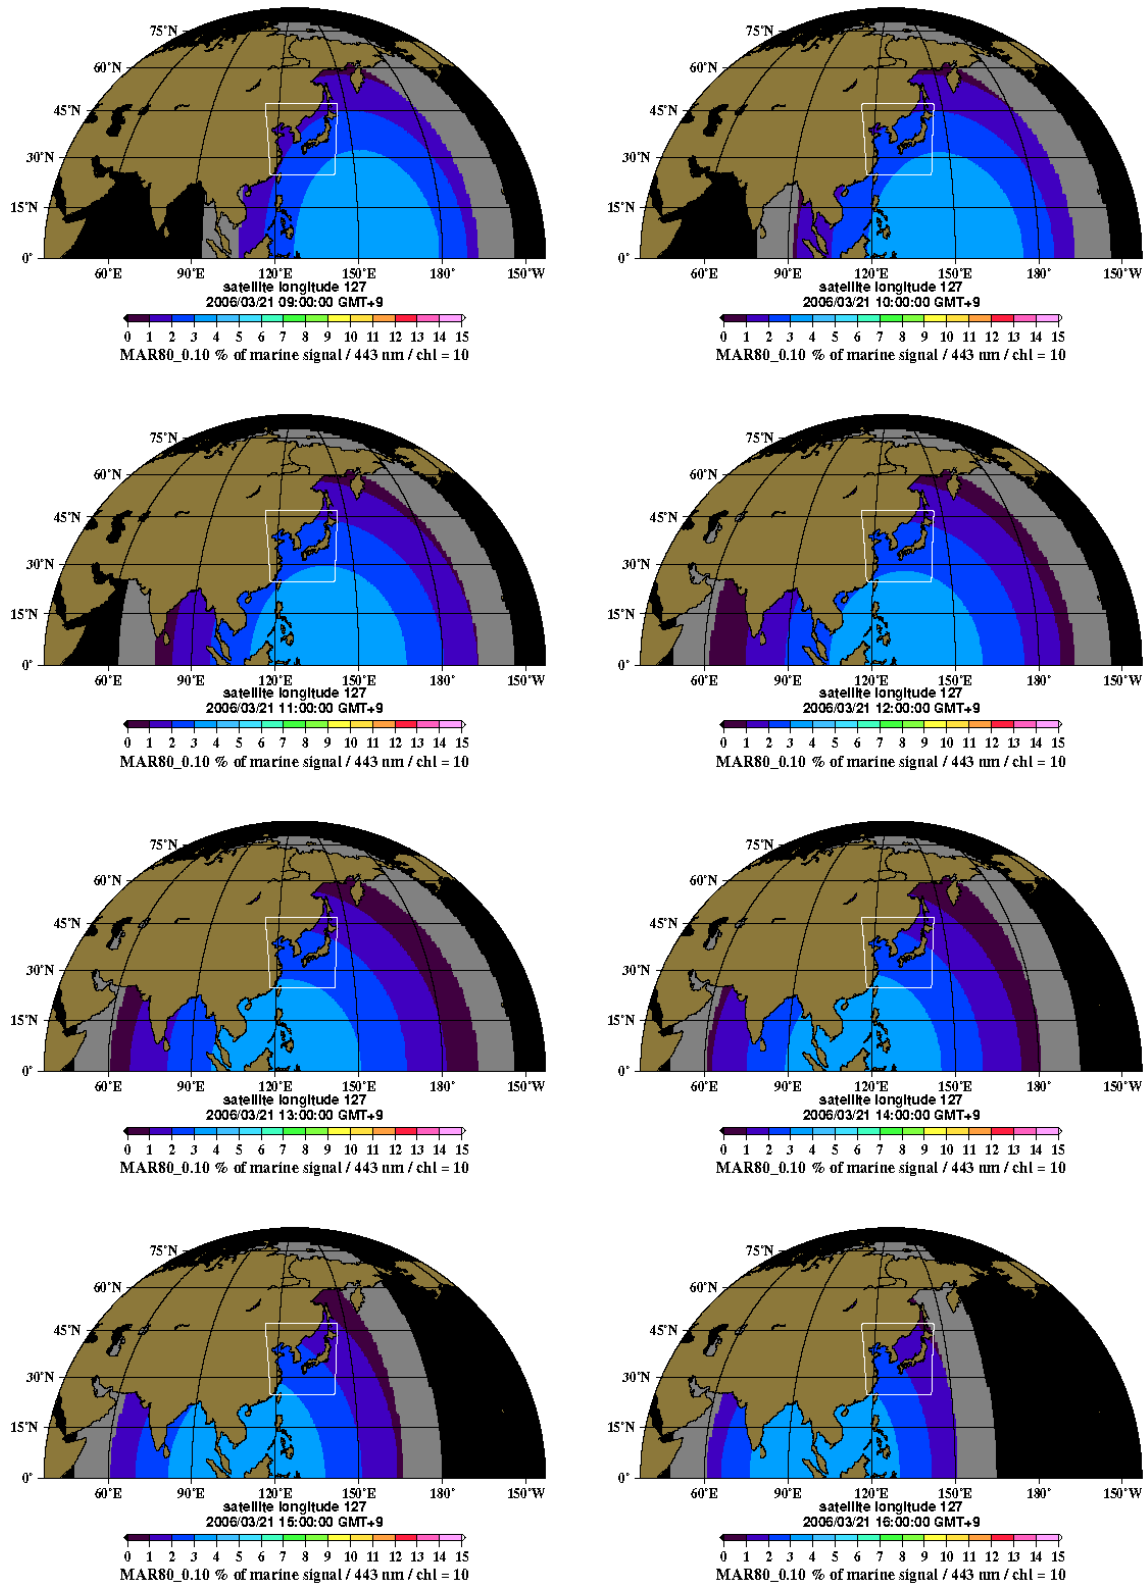 75°N
60°N
45°N
30°N
15°N
0°
60°E 90°E 120°E 150°E 180° 150°W
satellite longitude 127
2006/03/21 09:00:00 GMT+9
0 1 2 3 4 5 6 7 8 9 10 11 12 13 14 15
MAR80_0.10 % of marine signal / 443 nm / chl = 10
75°N
60°N
45°N
30°N
15°N
0°
60°E 90°E 120°E 150°E 180° 150°W
satellite longitude 127
2006/03/21 10:00:00 GMT+9
0 1 2 3 4 5 6 7 8 9 10 11 12 13 14 15
MAR80_0.10 % of marine signal / 443 nm / chl = 10
75°N
60°N
45°N
30°N
15°N
0°
60°E 90°E 120°E 150°E 180° 150°W
satellite longitude 127
2006/03/21 11:00:00 GMT+9
0 1 2 3 4 5 6 7 8 9 10 11 12 13 14 15
MAR80_0.10 % of marine signal / 443 nm / chl = 10
75°N
60°N
45°N
30°N
15°N
0°
60°E 90°E 120°E 150°E 180° 150°W
satellite longitude 127
2006/03/21 12:00:00 GMT+9
0 1 2 3 4 5 6 7 8 9 10 11 12 13 14 15
MAR80_0.10 % of marine signal / 443 nm / chl = 10
75°N
60°N
45°N
30°N
15°N
0°
60°E 90°E 120°E 150°E 180° 150°W
satellite longitude 127
2006/03/21 13:00:00 GMT+9
0 1 2 3 4 5 6 7 8 9 10 11 12 13 14 15
MAR80_0.10 % of marine signal / 443 nm / chl = 10
75°N
60°N
45°N
30°N
15°N
0°
60°E 90°E 120°E 150°E 180° 150°W
satellite longitude 127
2006/03/21 14:00:00 GMT+9
0 1 2 3 4 5 6 7 8 9 10 11 12 13 14 15
MAR80_0.10 % of marine signal / 443 nm / chl = 10
75°N
60°N
45°N
30°N
15°N
0°
60°E 90°E 120°E 150°E 180° 150°W
satellite longitude 127
2006/03/21 15:00:00 GMT+9
0 1 2 3 4 5 6 7 8 9 10 11 12 13 14 15
MAR80_0.10 % of marine signal / 443 nm / chl = 10
75°N
60°N
45°N
30°N
15°N
0°
60°E 90°E 120°E 150°E 180° 150°W
satellite longitude 127
2006/03/21 16:00:00 GMT+9
0 1 2 3 4 5 6 7 8 9 10 11 12 13 14 15
MAR80_0.10 % of marine signal / 443 nm / chl = 10